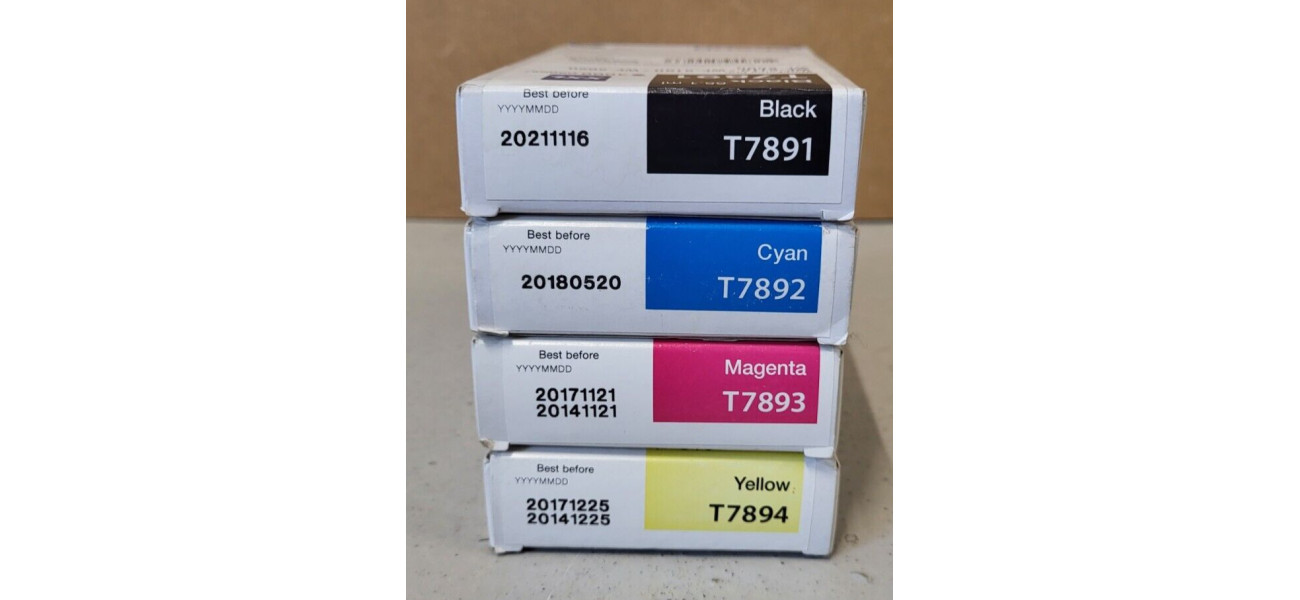 Best before
YYYYMMDD
20211116
Black
T7891
Best before
YYYYMMDD
20180520
Cyan
T7892
Best before
YYYYMMDD
20171121
20141121
Magenta
T7893
Best before
YYYYMMDD
20171225
20141225
Yellow
T7894